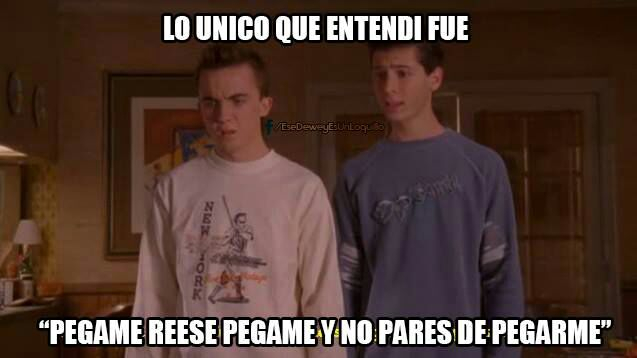 LO UNICO QUE ENTENDI FUE
f/EseDeweyEsUnLoquillo
NEW YORK
"PEGAME REESE PEGAME Y NO PARES DE PEGARME"